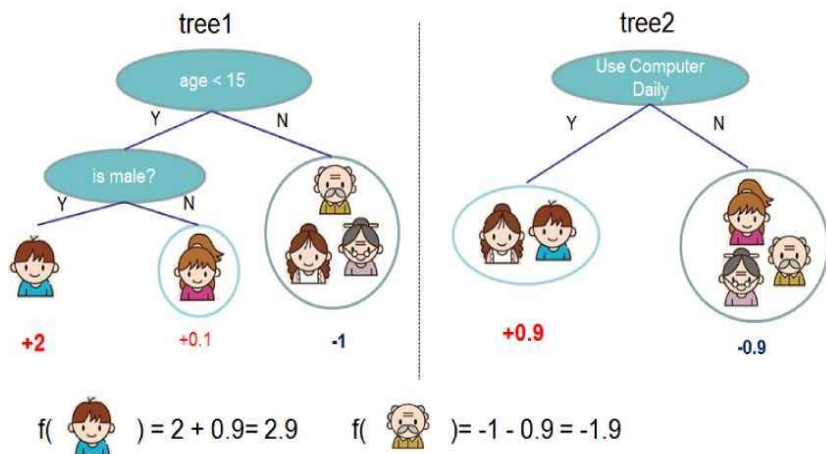 tree1
tree2
age < 15
Use Computer
Daily
Y
N
Y
N
is male?
Y
N
+2
+0.1
-1
+0.9
-0.9
f( ) = 2 + 0.9= 2.9
f( )= -1 - 0.9 = -1.9